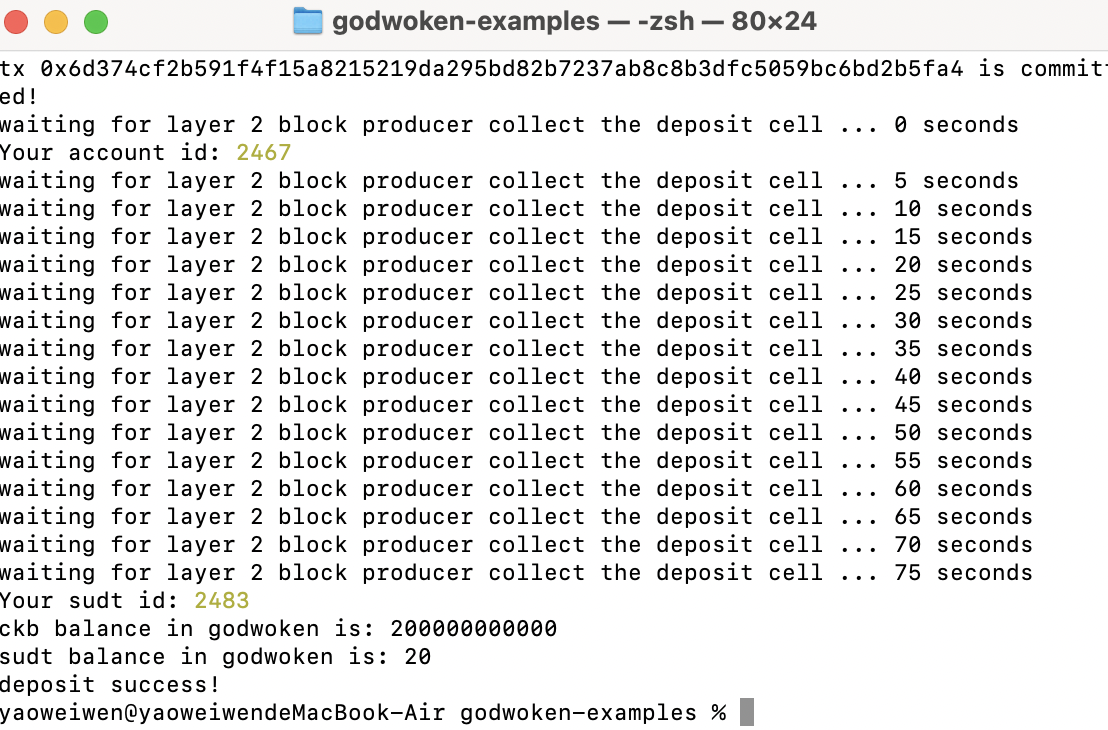 godwoken-examples — -zsh — 80×24
tx 0x6d374cf2b591f4f15a8215219da295bd82b7237ab8c8b3dfc5059bc6bd2b5fa4 is committ
ed!
waiting for layer 2 block producer collect the deposit cell ... 0 seconds
Your account id: 2467
waiting for layer 2 block producer collect the deposit cell ... 5 seconds
waiting for layer 2 block producer collect the deposit cell ... 10 seconds
waiting for layer 2 block producer collect the deposit cell ... 15 seconds
waiting for layer 2 block producer collect the deposit cell ... 20 seconds
waiting for layer 2 block producer collect the deposit cell ... 25 seconds
waiting for layer 2 block producer collect the deposit cell ... 30 seconds
waiting for layer 2 block producer collect the deposit cell ... 35 seconds
waiting for layer 2 block producer collect the deposit cell ... 40 seconds
waiting for layer 2 block producer collect the deposit cell ... 45 seconds
waiting for layer 2 block producer collect the deposit cell ... 50 seconds
waiting for layer 2 block producer collect the deposit cell ... 55 seconds
waiting for layer 2 block producer collect the deposit cell ... 60 seconds
waiting for layer 2 block producer collect the deposit cell ... 65 seconds
waiting for layer 2 block producer collect the deposit cell ... 70 seconds
waiting for layer 2 block producer collect the deposit cell ... 75 seconds
Your sudt id: 2483
ckb balance in godwoken is: 200000000000
sudt balance in godwoken is: 20
deposit success!
yaoweiwen@yaoweiwendeMacBook-Air godwoken-examples %